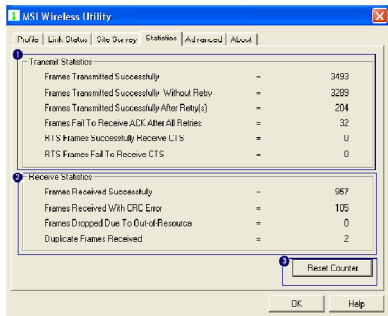 MSI Wireless Utility
Profile Link Status Site Survey Statistics Advanced About
1
Transmit Statistics
Frames Transmitted Successfully = 3493
Frames Transmitted Successfully Without Retry = 3289
Frames Transmitted Successfully After Retry(s) = 204
Frames Fail To Receive ACK After All Retries = 32
RTS Frames Successfully Receive CTS = 0
RTS Frames Fail To Receive CTS = 0
2
Receive Statistics
Frames Received Successfully = 957
Frames Received With CRC Error = 105
Frames Dropped Due To Out-of-Resource = 0
Duplicate Frames Received = 2
3
Reset Counter
OK Help